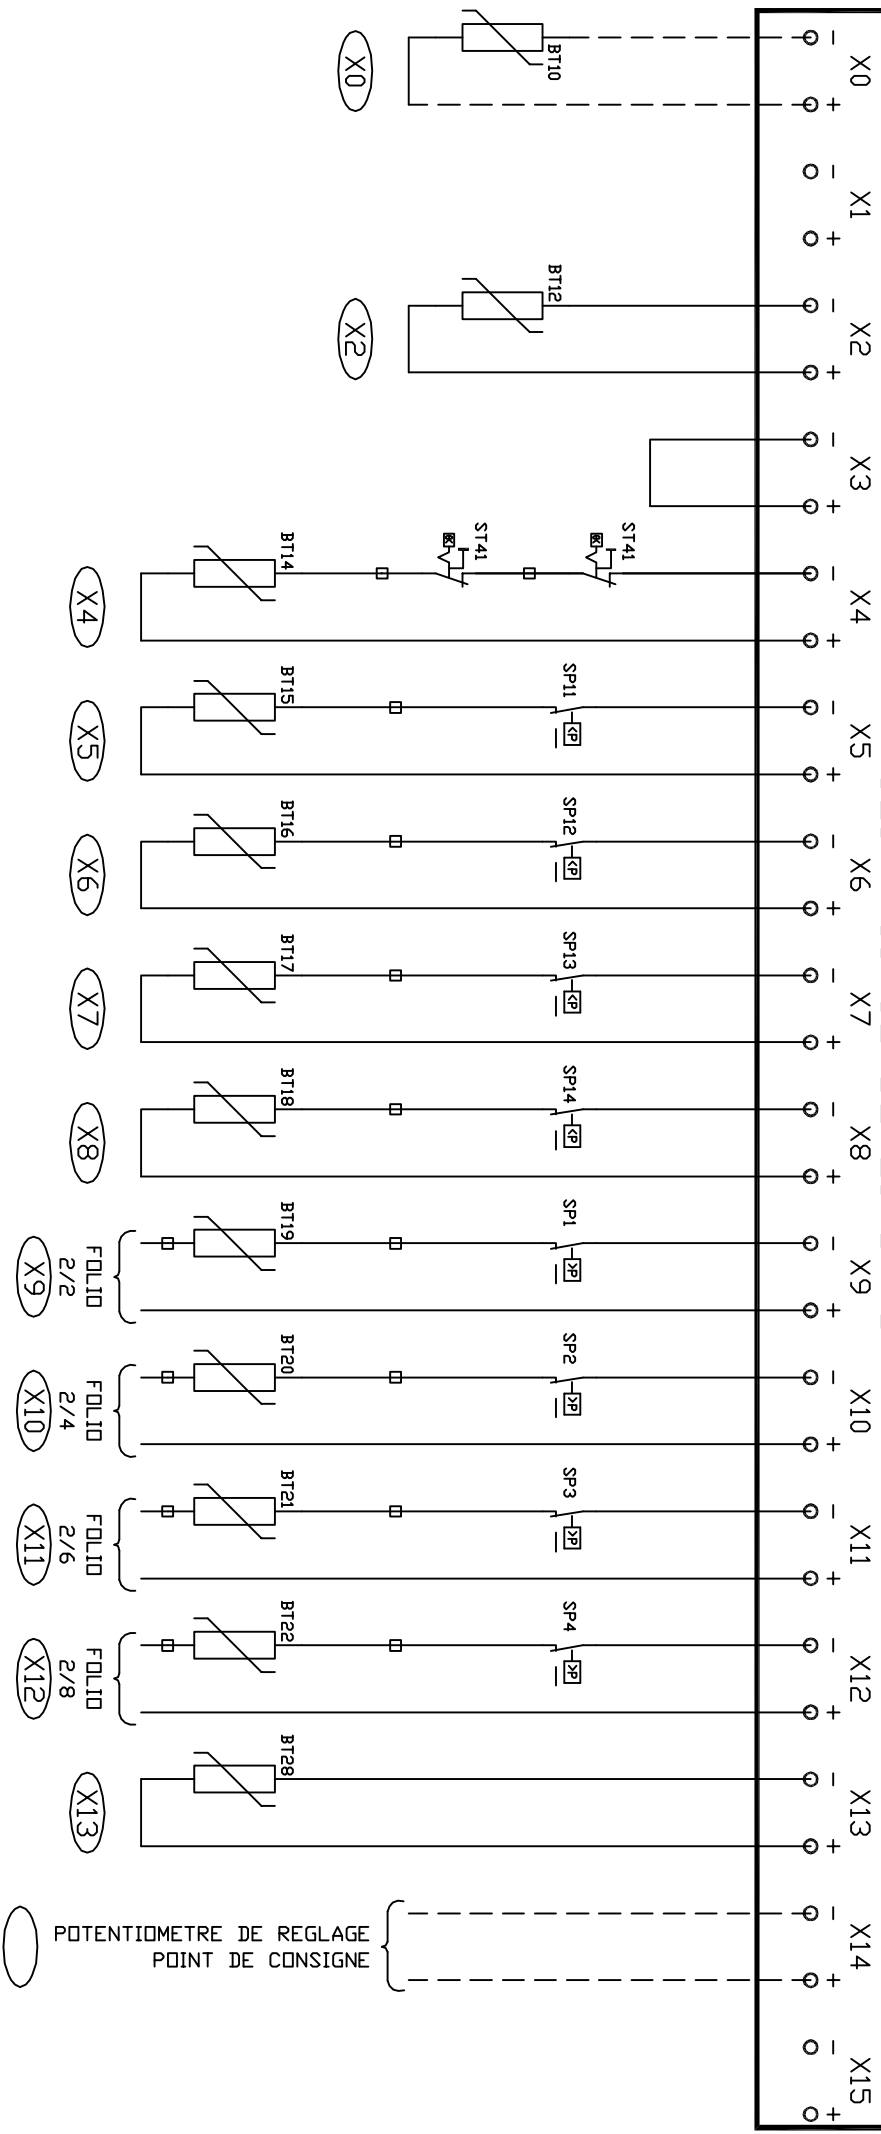 X0
- +
BT10
X0
X1
- +
X2
- +
BT12
X2
X3
- +
X4
- +
ST41
ST41
BT14
X4
X5
- +
SP11
<P
BT15
X5
X6
- +
SP12
<P
BT16
X6
X7
- +
SP13
<P
BT17
X7
X8
- +
SP14
<P
BT18
X8
X9
- +
SP1
>P
BT19
FOLIO
2/2
X9
X10
- +
SP2
>P
BT20
FOLIO
2/4
X10
X11
- +
SP3
>P
BT21
FOLIO
2/6
X11
X12
- +
SP4
>P
BT22
FOLIO
2/8
X12
X13
- +
BT28
X13
X14
- +
POTENTIOMETRE DE REGLAGE
POINT DE CONSIGNE
X15
- +